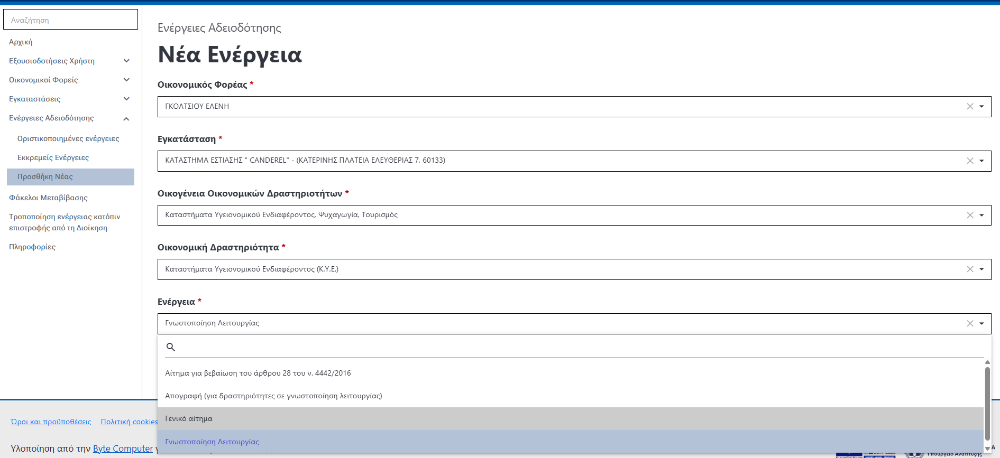 Αναζήτηση
Αρχική
Εξουσιοδοτήσεις Χρήστη
Οικονομικοί Φορείς
Εγκαταστάσεις
Ενέργειες Αδειοδότησης
Οριστικοποιημένες ενέργειες
Εκκρεμείς Ενέργειες
Προσθήκη Νέας
Φάκελοι Μεταβίβασης
Τροποποίηση ενέργειας κατόπιν
επιστροφής από τη Διοίκηση
Πληροφορίες
Ενέργειες Αδειοδότησης
Νέα Ενέργεια
Οικονομικός Φορέας *
ΓΚΟΛΤΣΙΟΥ ΕΛΕΝΗ
Εγκατάσταση *
ΚΑΤΑΣΤΗΜΑ ΕΣΤΙΑΣΗΣ " CANDEREL" - (ΚΑΤΕΡΙΝΗΣ ΠΛΑΤΕΙΑ ΕΛΕΥΘΕΡΙΑΣ 7, 60133)
Οικογένεια Οικονομικών Δραστηριοτήτων *
Καταστήματα Υγειονομικού Ενδιαφέροντος, Ψυχαγωγία, Τουρισμός
Οικονομική Δραστηριότητα *
Καταστήματα Υγειονομικού Ενδιαφέροντος (Κ.Υ.Ε.)
Ενέργεια *
Γνωστοποίηση Λειτουργίας
Αίτημα για βεβαίωση του άρθρου 28 του ν. 4442/2016
Απογραφή (για δραστηριότητες σε γνωστοποίηση λειτουργίας)
Γενικό αίτημα
Γνωστοποίηση Λειτουργίας
Όροι και προϋποθέσεις Πολιτική cookies
Υλοποίηση από την Byte Computer
Υπουργείο Ανάπτυξης